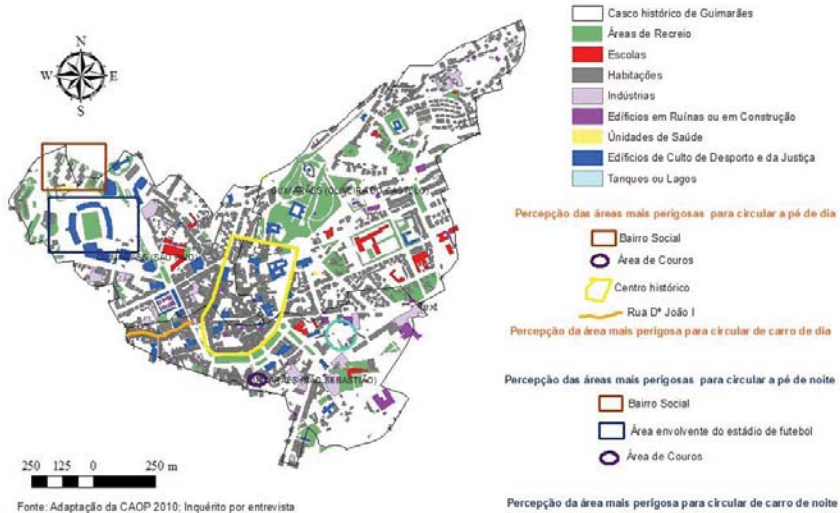 N
W E
S
Casco histórico de Guimarães
Áreas de Recreio
Escolas
Habitações
Indústrias
Edifícios em Ruínas ou em Construção
Únidades de Saúde
Edifícios de Culto de Desporto e da Justiça
Tanques ou Lagos
Percepção das áreas mais perigosas para circular a pé de dia
Bairro Social
Área de Couros
Centro histórico
Rua Dª João I
Percepção da área mais perigosa para circular de carro de dia
Percepção das áreas mais perigosas para circular a pé de noite
Bairro Social
Área envolvente do estádio de futebol
Área de Couros
Percepção da área mais perigosa para circular de carro de noite
(OLIVEIRA DO CASTELO)
Text
SEBASTIÃO)
250 125 0 250 m
Fonte: Adaptação da CAOP 2010; Inquérito por entrevista